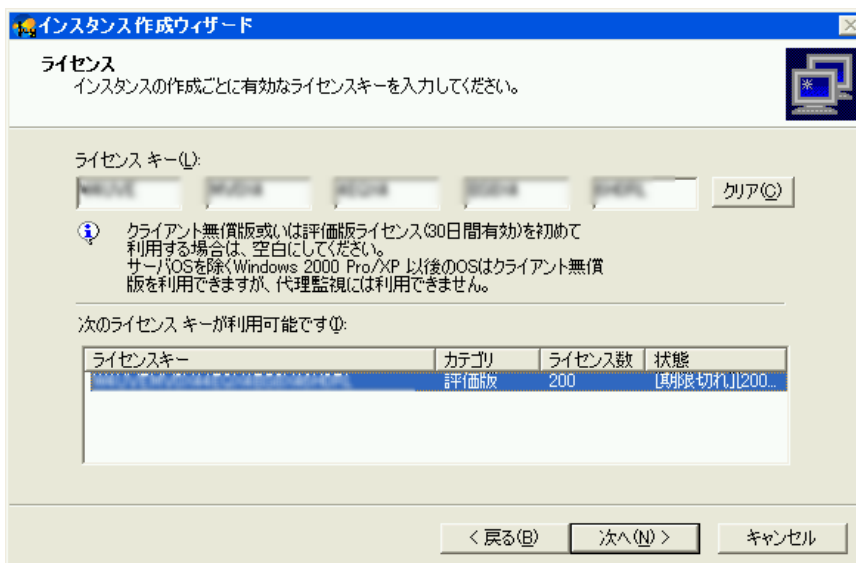 インスタンス作成ウィザード
ライセンス
インスタンスの作成ごとに有効なライセンスキーを入力してください。
ライセンス キー(L):
クリア(C)
クライアント無償版或いは評価版ライセンス(30日間有効)を初めて
利用する場合は、空白にしてください。
サーバOSを除くWindows 2000 Pro/XP 以後のOSはクライアント無償
版を利用できますが、代理監視には利用できません。
次のライセンス キーが利用可能です(I):
ライセンスキー カテゴリ ライセンス数 状態
評価版 200 [期限切れ][200...
< 戻る(B) 次へ(N) > キャンセル